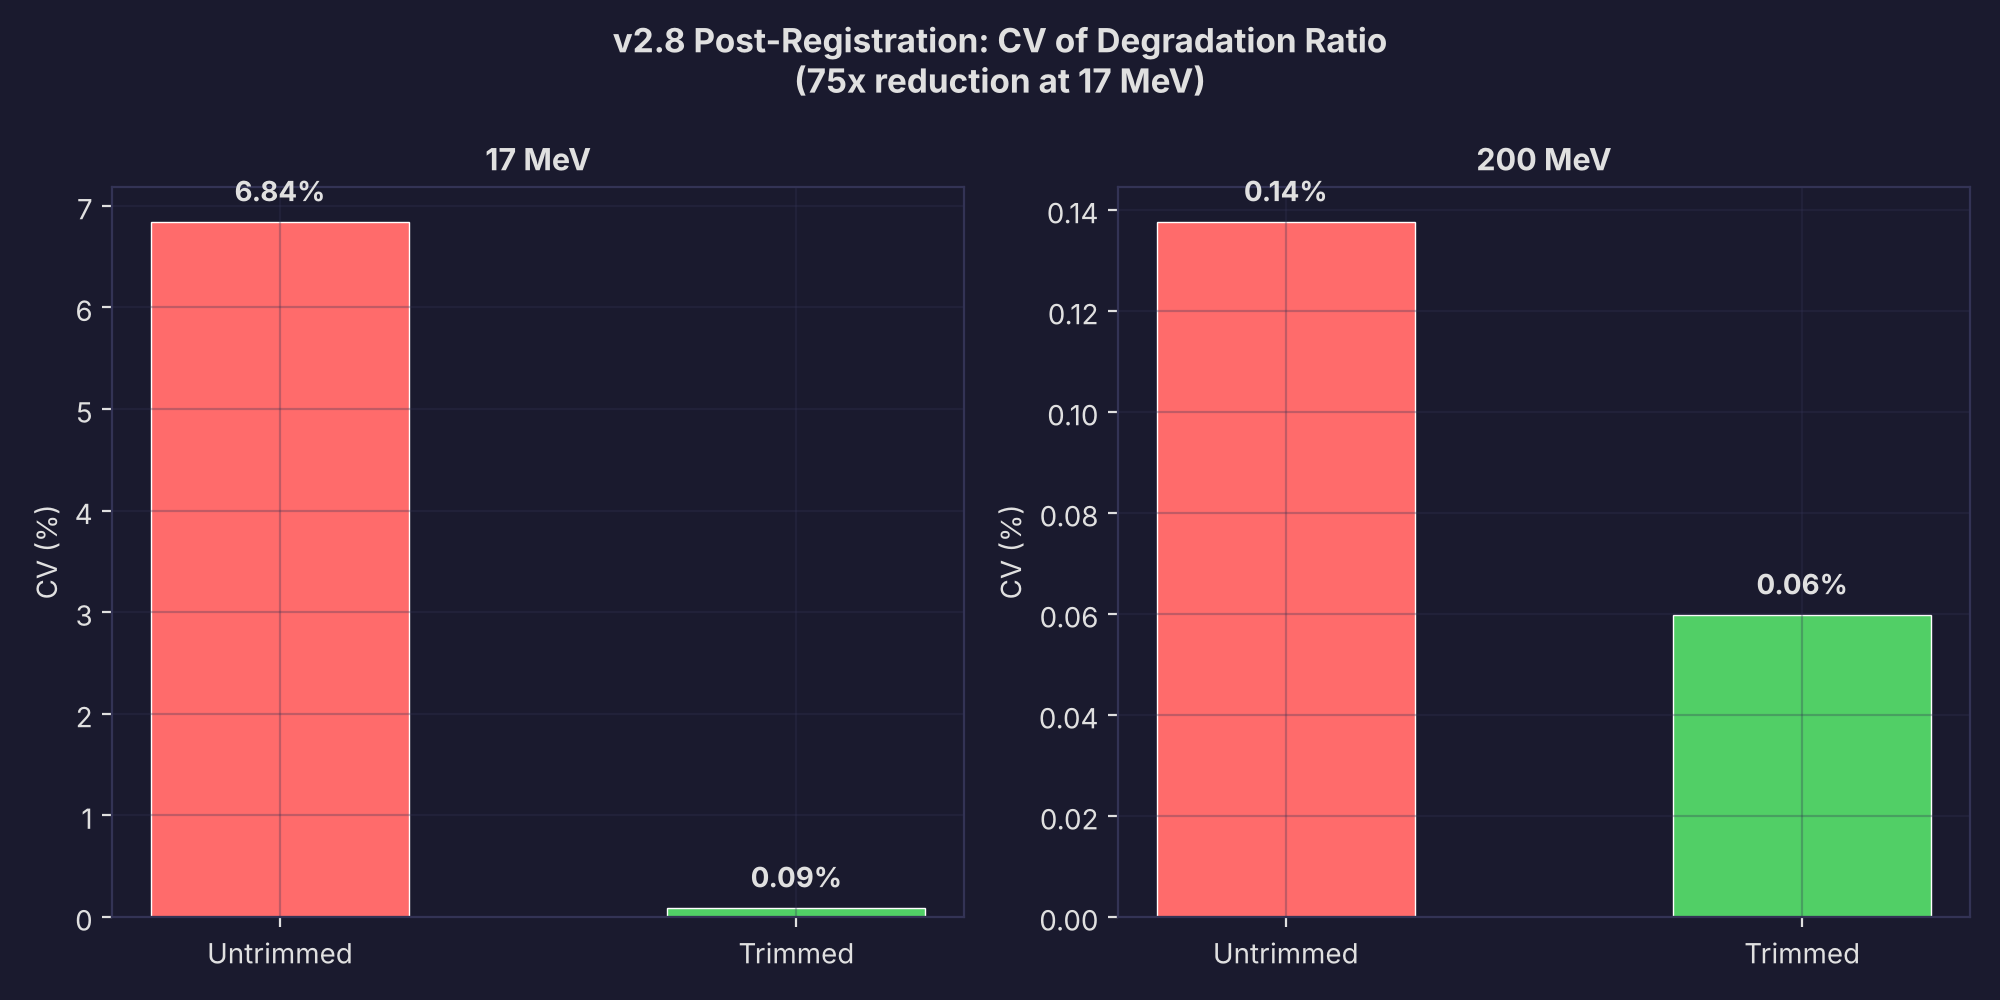 v2.8 Post-Registration: CV of Degradation Ratio
(75x reduction at 17 MeV)
17 MeV
6.84%
7
6
5
4
3
2
1
0
CV (%)
0.09%
Untrimmed
Trimmed
200 MeV
0.14%
0.14
0.12
0.10
0.08
0.06
0.04
0.02
0.00
CV (%)
0.06%
Untrimmed
Trimmed